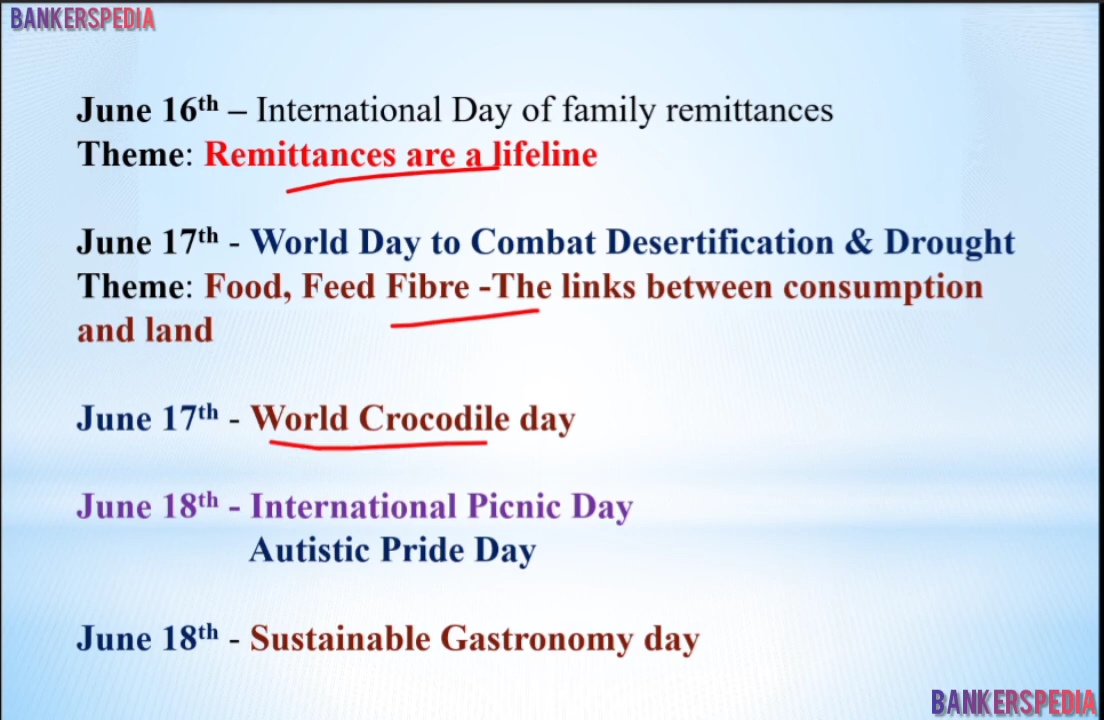 BANKERSPEDIA
June 16th – International Day of family remittances
Theme: Remittances are a lifeline
June 17th - World Day to Combat Desertification & Drought
Theme: Food, Feed Fibre -The links between consumption
and land
June 17th - World Crocodile day
June 18th - International Picnic Day
Autistic Pride Day
June 18th - Sustainable Gastronomy day
BANKERSPEDIA